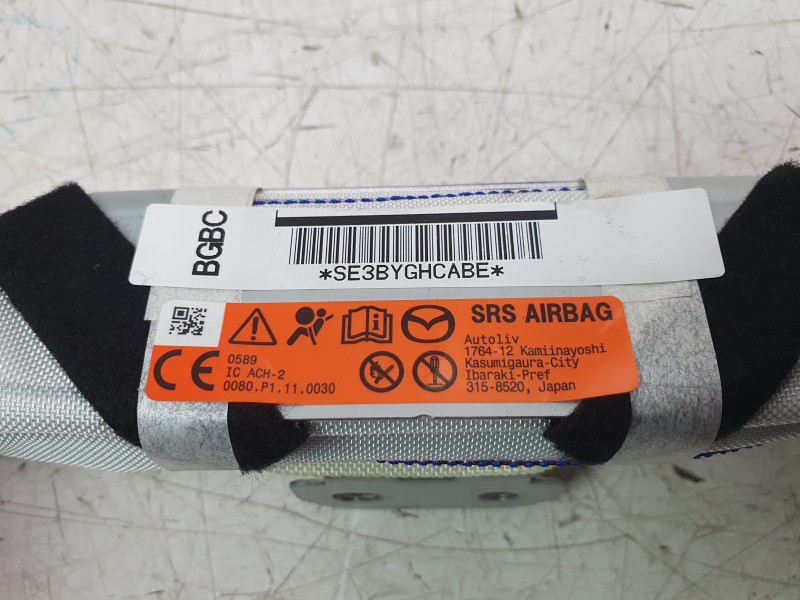 BGBC
*SE3BYGHCABE*
SRS AIRBAG
CE
0589
IC ACH-2
0080.P1.11.0030
Autoliv
1764-12 Kamiinayoshi
Kasumigaura-City
Ibaraki-Pref
315-8520, Japan